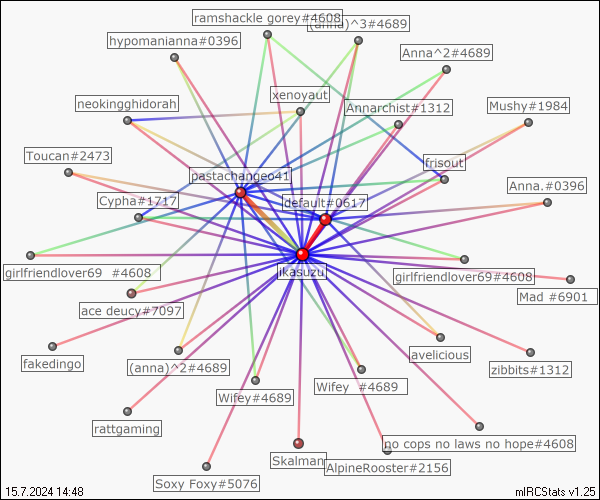 ramshackle gorey#4608
(anna)^3#4689
hypomanianna#0396
Anna^2#4689
xenoyaut
neokingghidorah
Annarchist#1312
Mushy#1984
Toucan#2473
frisout
pastachangeo41
Anna.#0396
Cypha#1717
default#0617
girlfriendlover69 #4608
ikasuzu
girlfriendlover69#4608
Mad #6901
ace deucy#7097
avelicious
fakedingo
(anna)^2#4689
zibbits#1312
Wifey#4689
Wifey #4689
rattgaming
no cops no laws no hope#4608
Skalman
AlpineRooster#2156
Soxy Foxy#5076
15.7.2024 14:48
mIRCStats v1.25